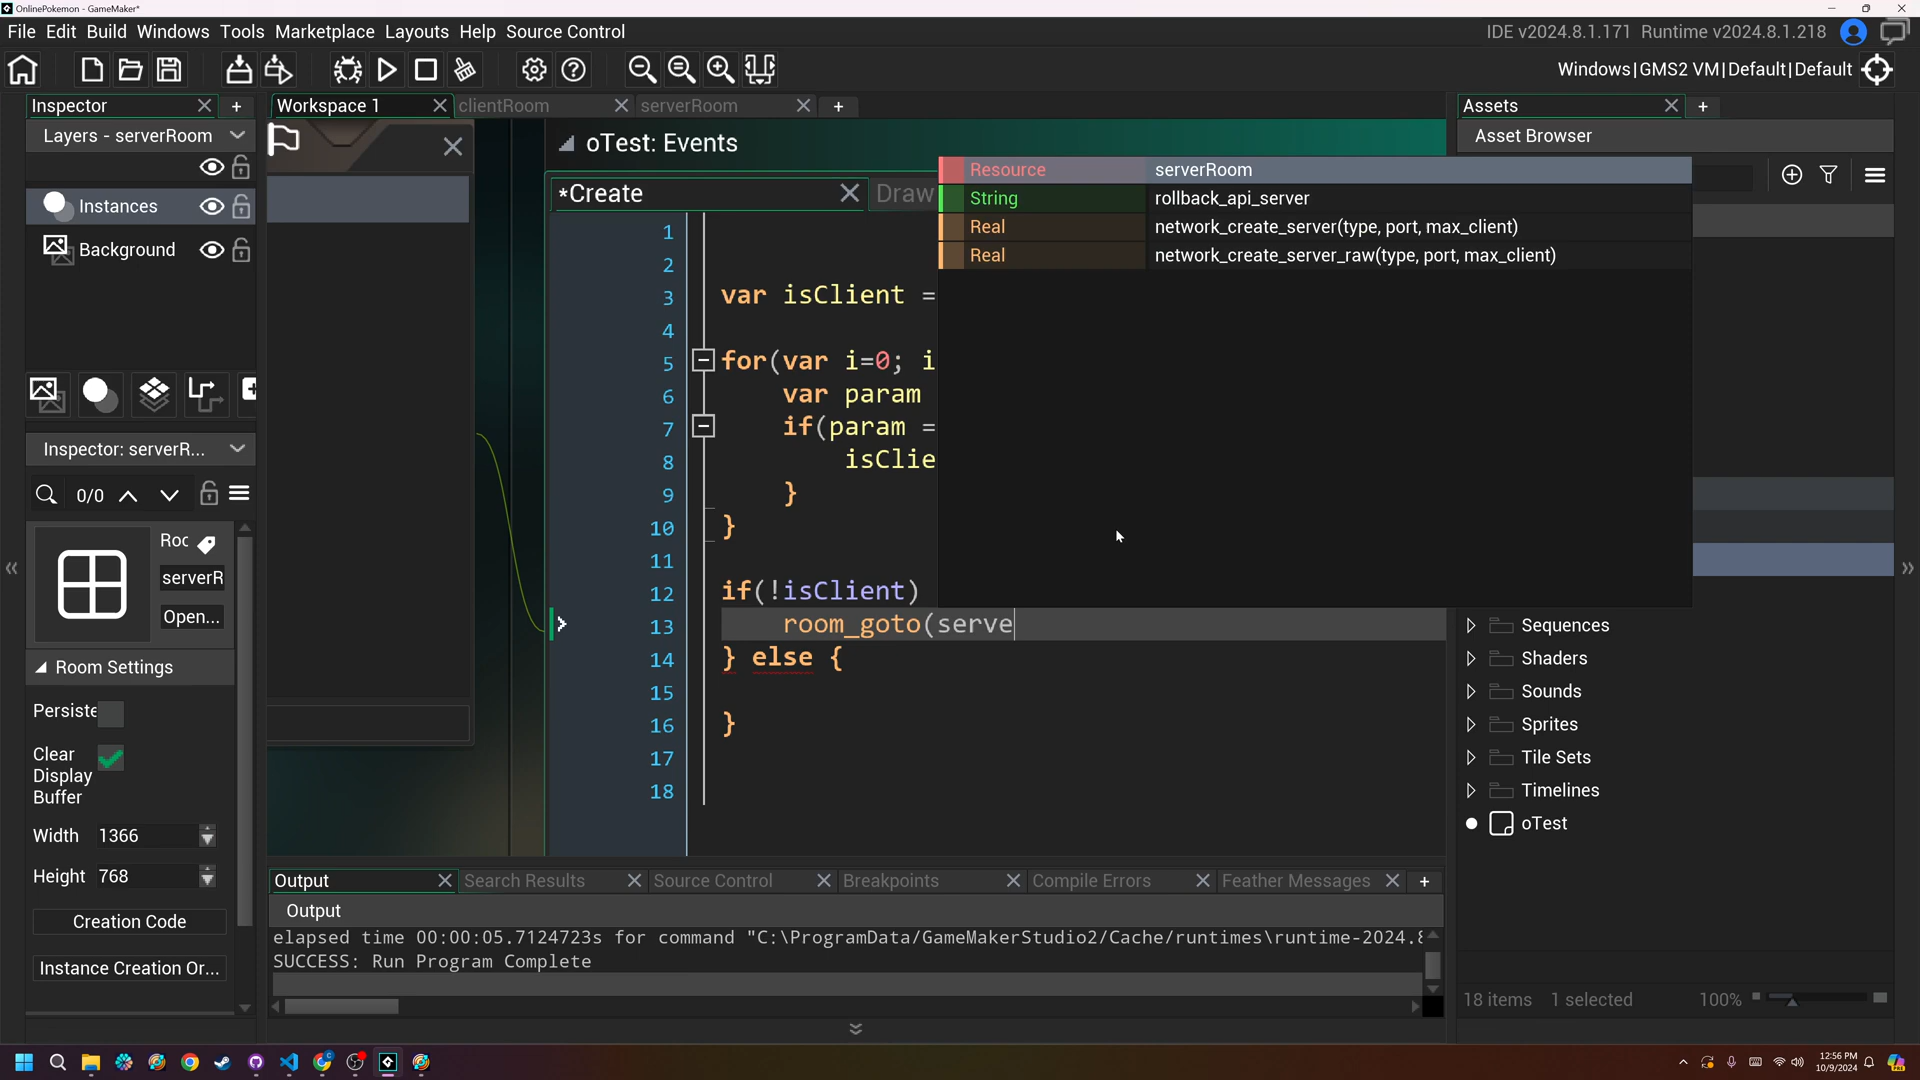 OnlinePokemon - GameMaker*
File Edit Build Windows Tools Marketplace Layouts Help Source Control
IDE v2024.8.1.171 Runtime v2024.8.1.218
Windows|GMS2 VM|Default|Default
Inspector
Workspace 1
clientRoom
serverRoom
Assets
Layers - serverRoom
Asset Browser
oTest: Events
*Create
Draw
Resource serverRoom
String rollback_api_server
Real network_create_server(type, port, max_client)
Real network_create_server_raw(type, port, max_client)
Instances
Background
1
2
3 var isClient =
4
5 for(var i=0; i
6 var param
7 if(param =
8 isClie
9 }
10 }
11
12 if(!isClient)
13 room_goto(serve
14 } else {
15
16 }
17
18
Inspector: serverR...
0/0
Roc
serverR
Open...
Room Settings
Persiste
Clear
Display
Buffer
Width 1366
Height 768
Creation Code
Instance Creation Or...
Sequences
Shaders
Sounds
Sprites
Tile Sets
Timelines
oTest
18 items 1 selected 100%
Output
Search Results
Source Control
Breakpoints
Compile Errors
Feather Messages
Output
elapsed time 00:00:05.7124723s for command "C:\ProgramData/GameMakerStudio2/Cache/runtimes\runtime-2024.8
SUCCESS: Run Program Complete
12:56 PM
10/9/2024